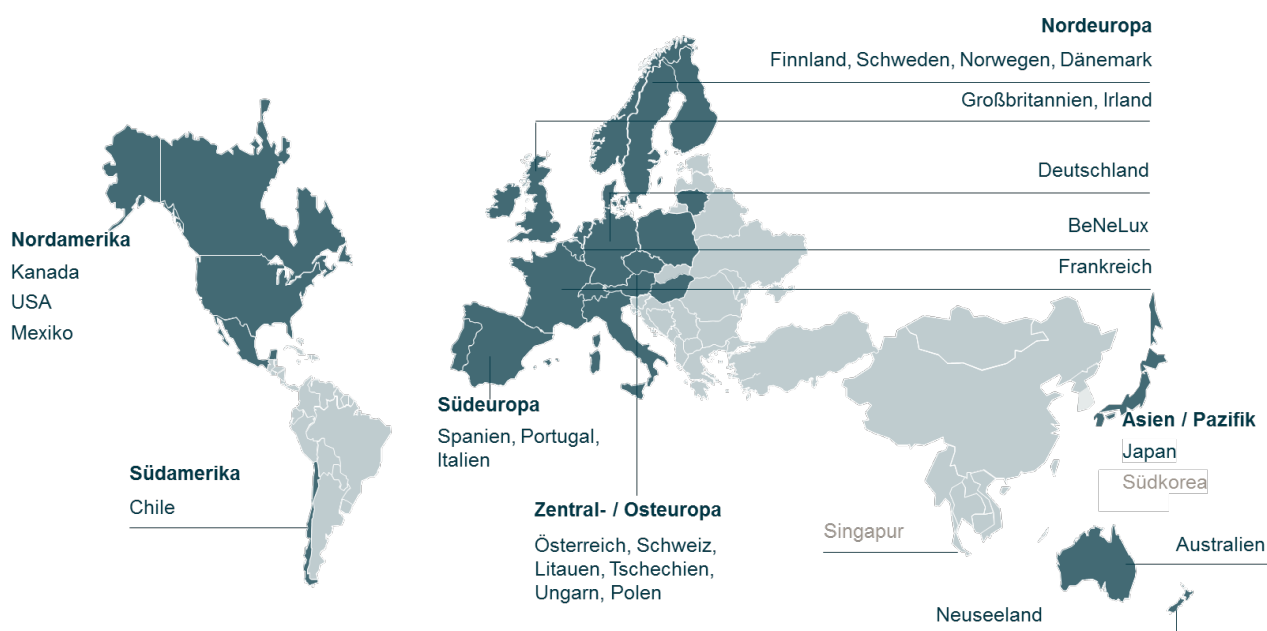 Nordeuropa
Finnland, Schweden, Norwegen, Dänemark
Großbritannien, Irland
Deutschland
BeNeLux
Frankreich
Nordamerika
Kanada
USA
Mexiko
Südamerika
Chile
Südeuropa
Spanien, Portugal,
Italien
Zentral- / Osteuropa
Österreich, Schweiz,
Litauen, Tschechien,
Ungarn, Polen
Asien / Pazifik
Japan
Südkorea
Singapur
Australien
Neuseeland